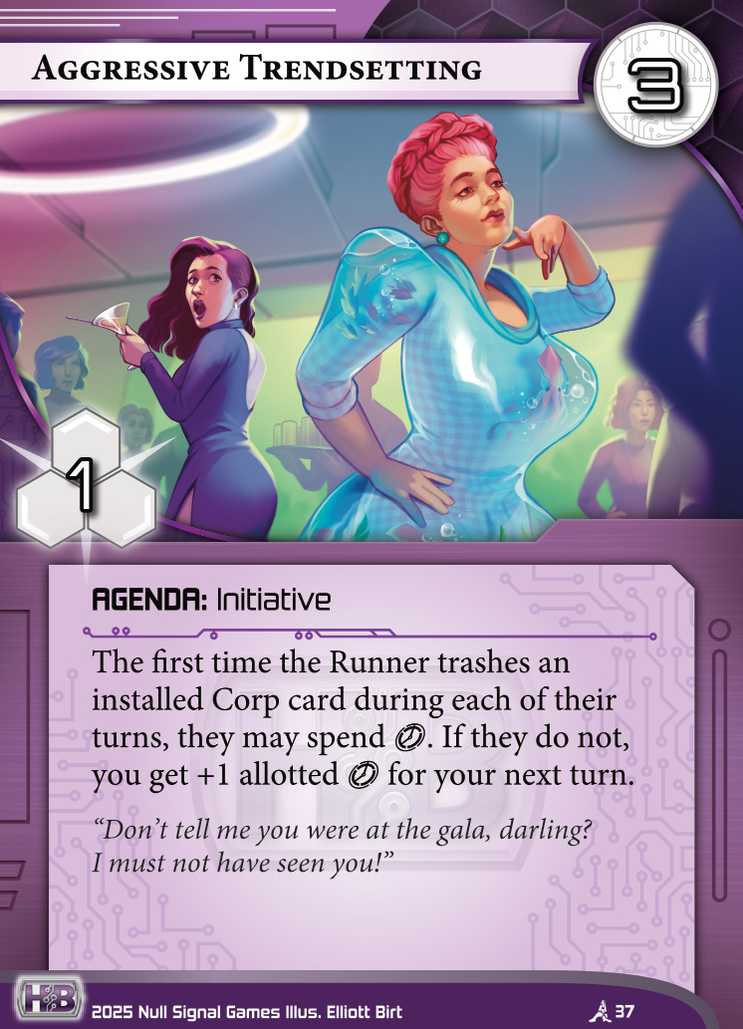 Aggressive Trendsetting
3
1
AGENDA: Initiative
The first time the Runner trashes an
installed Corp card during each of their
turns, they may spend . If they do not,
you get +1 allotted for your next turn.
“Don’t tell me you were at the gala, darling?
I must not have seen you!”
HB
2025 Null Signal Games Illus. Elliott Birt
37